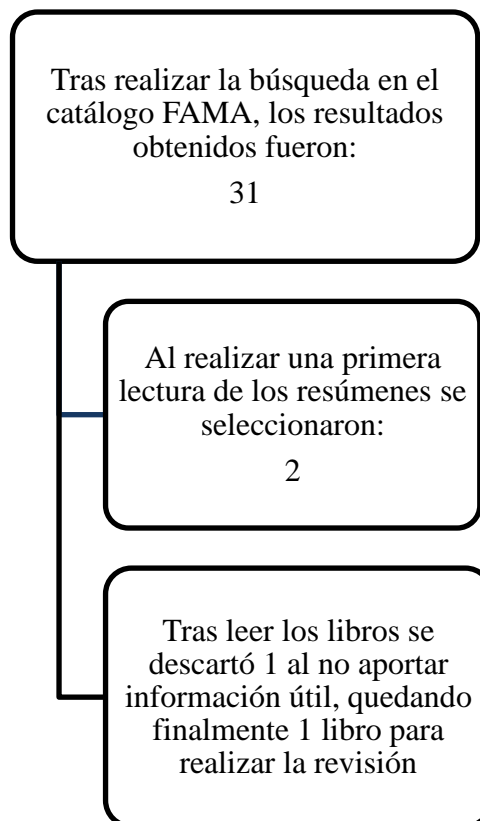 Tras realizar la búsqueda en el
catálogo FAMA, los resultados
obtenidos fueron:
31
Al realizar una primera
lectura de los resúmenes se
seleccionaron:
2
Tras leer los libros se
descartó 1 al no aportar
información útil, quedando
finalmente 1 libro para
realizar la revisión